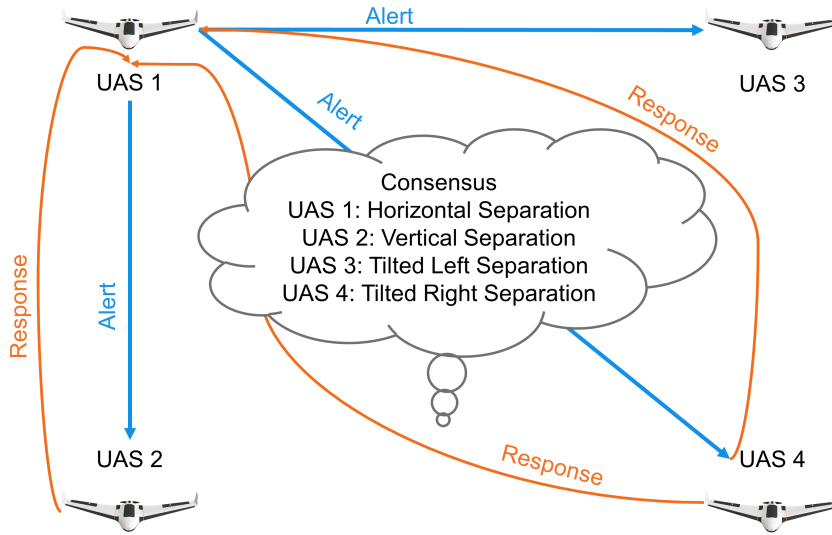 Alert
UAS 1
UAS 3
Alert
Response
Consensus
UAS 1: Horizontal Separation
UAS 2: Vertical Separation
UAS 3: Tilted Left Separation
UAS 4: Tilted Right Separation
Response
Alert
UAS 2
UAS 4
Response